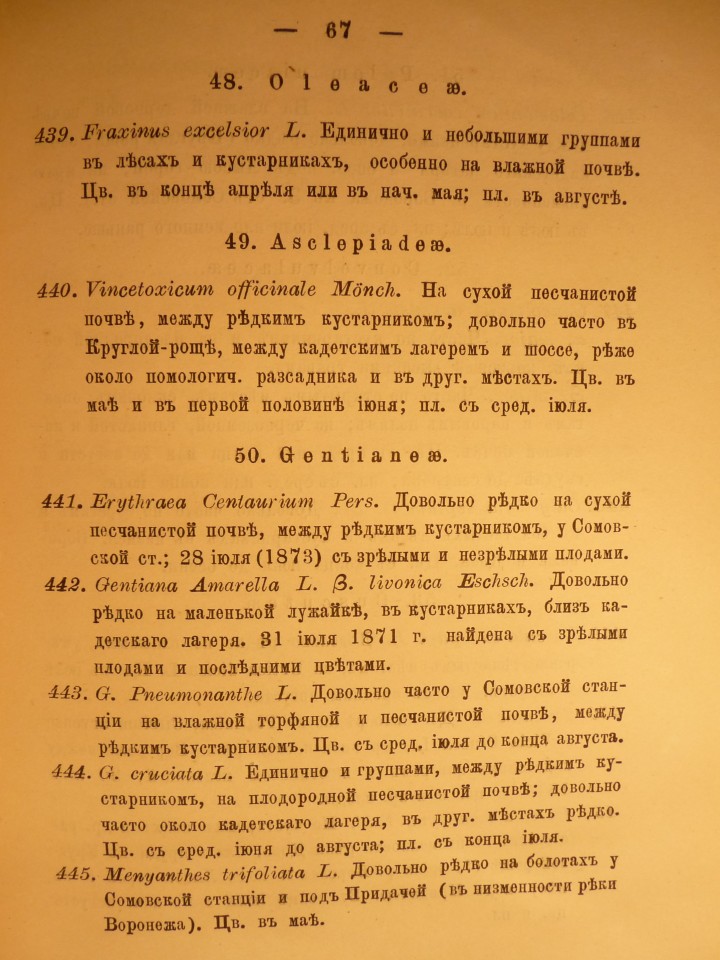 — 67 —
48. Oleaceæ.
439. Fraxinus excelsior L. Единично и небольшими группами
въ лѣсахъ и кустарникахъ, особенно на влажной почвѣ.
Цв. въ концѣ апрѣля или въ нач. мая; пл. въ августѣ.
49. Asclepiadeæ.
440. Vincetoxicum officinale Mönch. На сухой песчанистой
почвѣ, между рѣдкимъ кустарникомъ; довольно часто въ
Круглой-рощѣ, между кадетскимъ лагеремъ и шоссе, рѣже
около помологич. разсадника и въ друг. мѣстахъ. Цв. въ
маѣ и въ первой половинѣ іюня; пл. съ сред. іюля.
50. Gentianeæ.
441. Erythraea Centaurium Pers. Довольно рѣдко на сухой
песчанистой почвѣ, между рѣдкимъ кустарникомъ, у Сомов-
ской ст.; 28 іюля (1873) съ зрѣлыми и незрѣлыми плодами.
442. Gentiana Amarella L. β. livonica Eschsch. Довольно
рѣдко на маленькой лужайкѣ, въ кустарникахъ, близъ ка-
детскаго лагеря. 31 іюля 1871 г. найдена съ зрѣлыми
плодами и послѣдними цвѣтами.
443. G. Pneumonanthe L. Довольно часто у Сомовской стан-
ціи на влажной торфяной и песчанистой почвѣ, между
рѣдкимъ кустарникомъ. Цв. съ сред. іюля до конца августа.
444. G. cruciata L. Единично и группами, между рѣдкимъ ку-
старникомъ, на плодородной песчанистой почвѣ; довольно
часто около кадетскаго лагеря, въ друг. мѣстахъ рѣдко.
Цв. съ сред. іюня до августа; пл. съ конца іюля.
445. Menyanthes trifoliata L. Довольно рѣдко на болотахъ у
Сомовской станціи и подъ Придачей (въ низменности рѣки
Воронежа). Цв. въ маѣ.